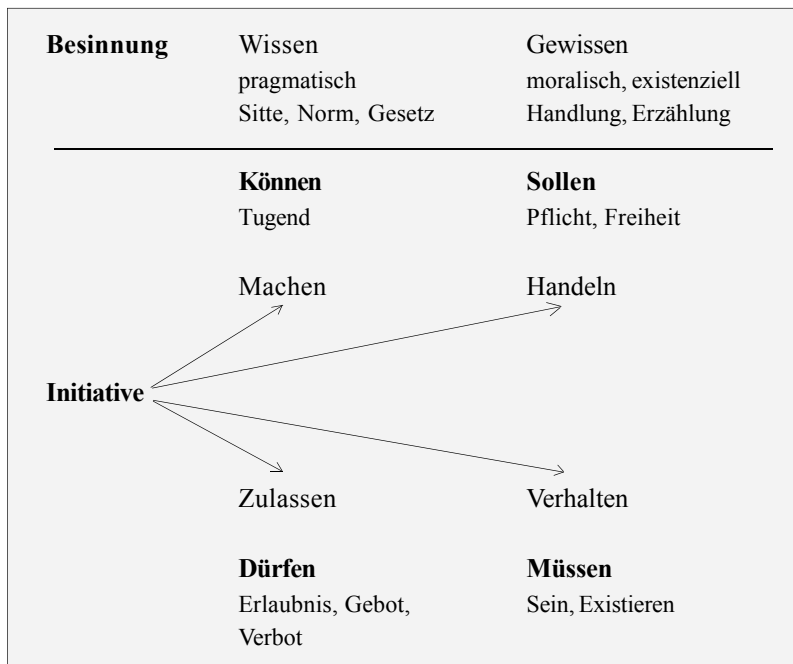 Besinnung Wissen Gewissen
pragmatisch moralisch, existenziell
Sitte, Norm, Gesetz Handlung, Erzählung
Können Sollen
Tugend Pflicht, Freiheit
Machen Handeln
Initiative
Zulassen Verhalten
Dürfen Müssen
Erlaubnis, Gebot, Sein, Existieren
Verbot